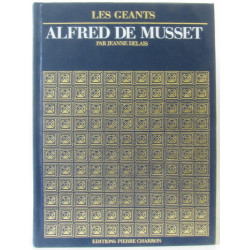 LES GEANTS
ALFRED DE MUSSET
PAR JEANNE DELAIS
EDITIONS PIERRE CHARRON